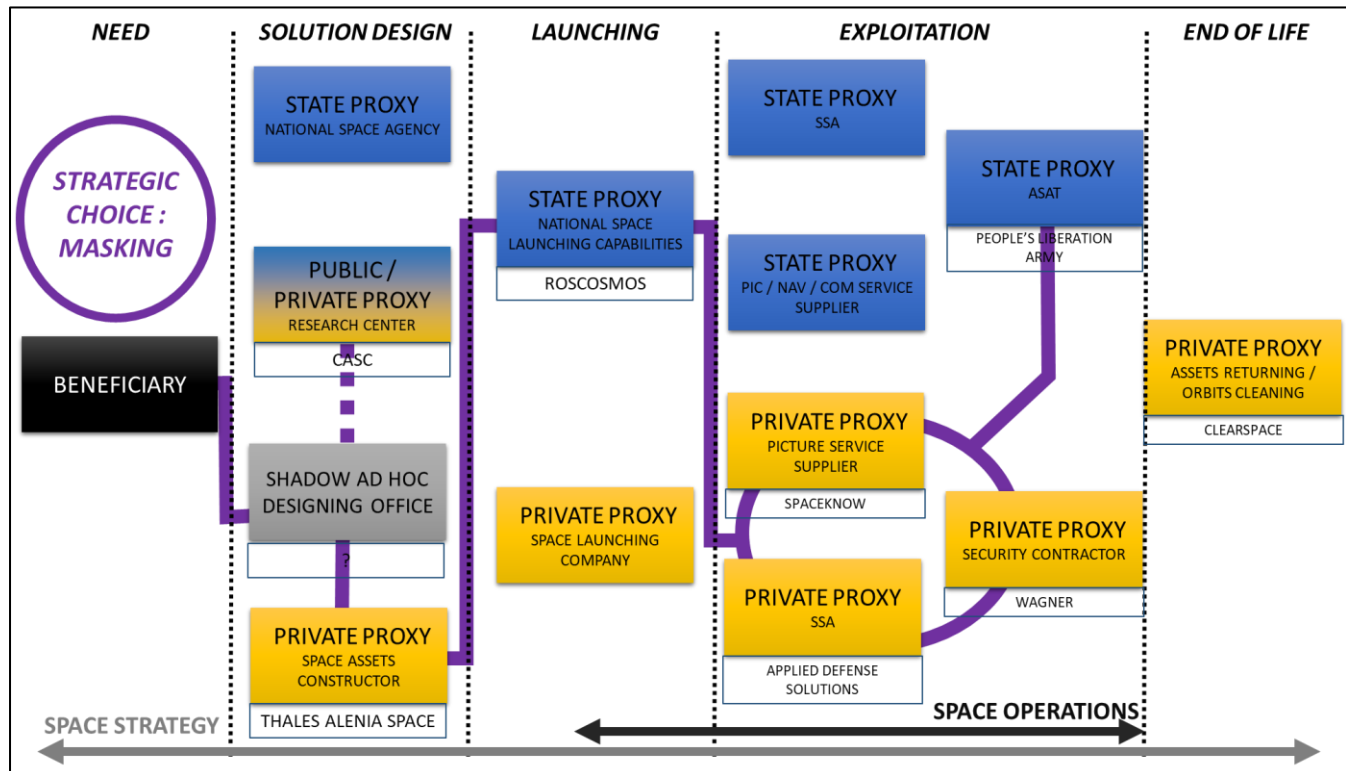 NEED
SOLUTION DESIGN
LAUNCHING
EXPLOITATION
END OF LIFE
STRATEGIC
CHOICE :
MASKING
BENEFICIARY
STATE PROXY
NATIONAL SPACE AGENCY
PUBLIC /
PRIVATE PROXY
RESEARCH CENTER
CASC
SHADOW AD HOC
DESIGNING OFFICE
?
PRIVATE PROXY
SPACE ASSETS
CONSTRUCTOR
THALES ALENIA SPACE
STATE PROXY
NATIONAL SPACE
LAUNCHING CAPABILITIES
ROSCOSMOS
PRIVATE PROXY
SPACE LAUNCHING
COMPANY
STATE PROXY
SSA
STATE PROXY
PIC / NAV / COM SERVICE
SUPPLIER
PRIVATE PROXY
PICTURE SERVICE
SUPPLIER
SPACEKNOW
PRIVATE PROXY
SSA
APPLIED DEFENSE
SOLUTIONS
STATE PROXY
ASAT
PEOPLE'S LIBERATION
ARMY
PRIVATE PROXY
SECURITY CONTRACTOR
WAGNER
PRIVATE PROXY
ASSETS RETURNING /
ORBITS CLEANING
CLEARSPACE
SPACE STRATEGY
SPACE OPERATIONS